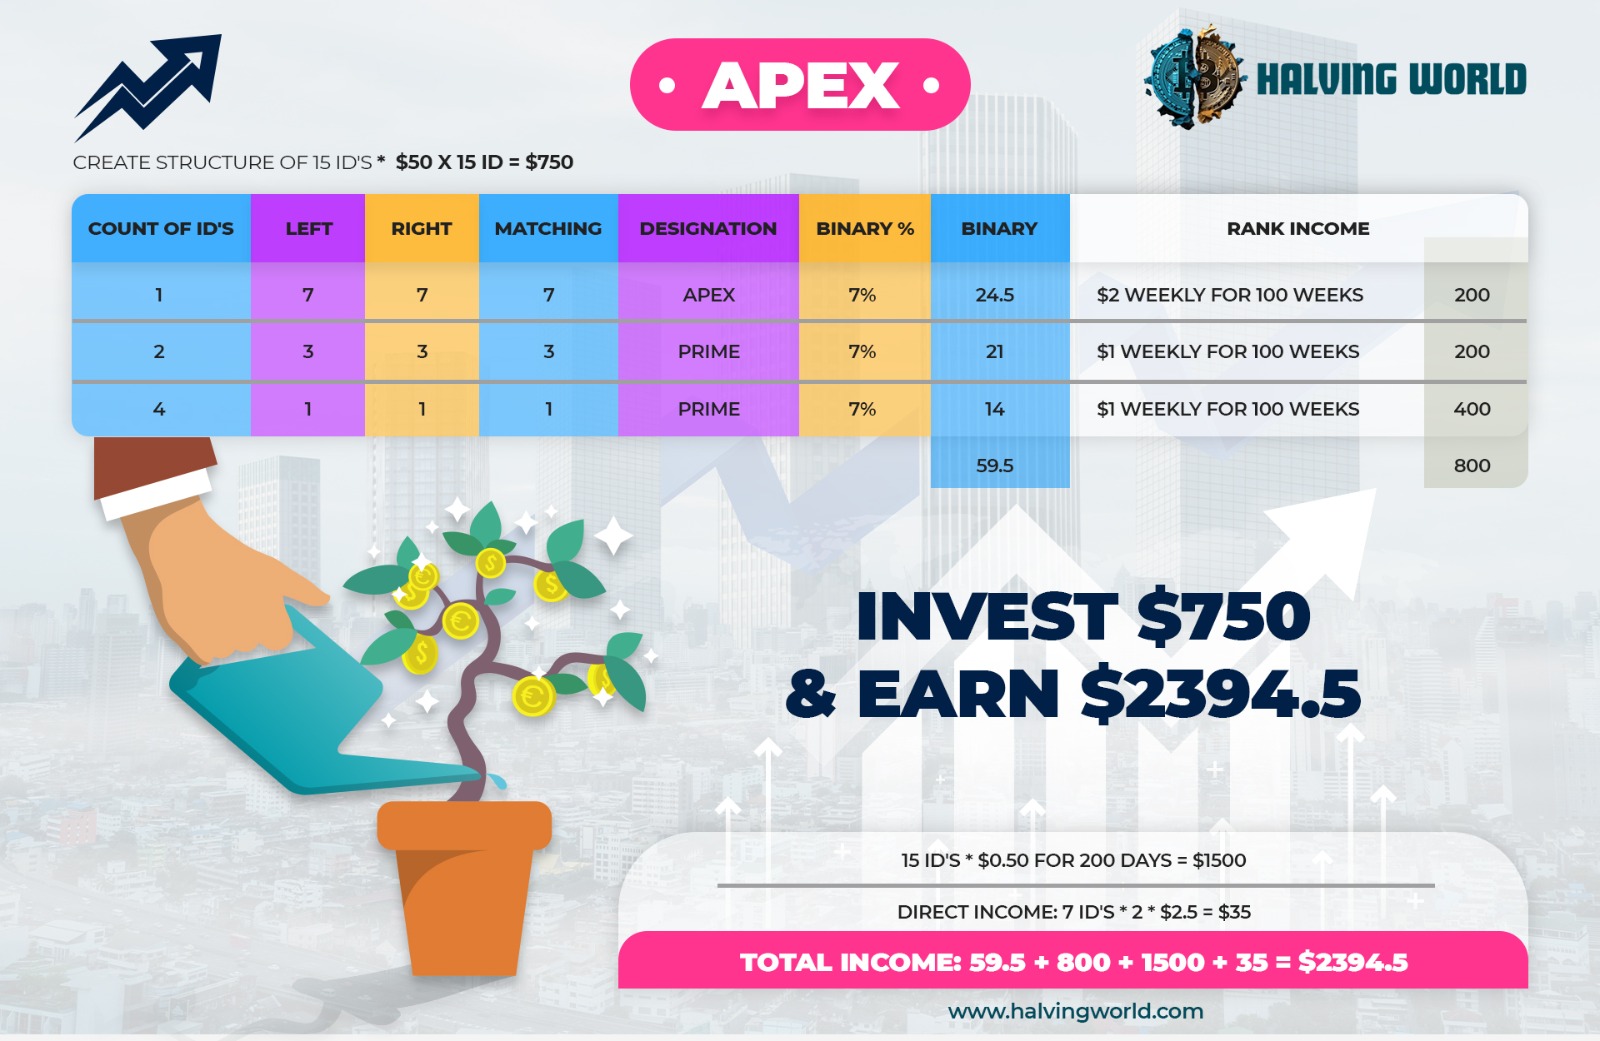 APEX
HALVING WORLD
CREATE STRUCTURE OF 15 ID'S * $50 X 15 ID = $750
COUNT OF ID'S LEFT RIGHT MATCHING DESIGNATION BINARY % BINARY RANK INCOME
1 7 7 7 APEX 7% 24.5 $2 WEEKLY FOR 100 WEEKS 200
2 3 3 3 PRIME 7% 21 $1 WEEKLY FOR 100 WEEKS 200
4 1 1 1 PRIME 7% 14 $1 WEEKLY FOR 100 WEEKS 400
59.5 800
INVEST $750
& EARN $2394.5
15 ID'S * $0.50 FOR 200 DAYS = $1500
DIRECT INCOME: 7 ID'S * 2 * $2.5 = $35
TOTAL INCOME: 59.5 + 800 + 1500 + 35 = $2394.5
www.halvingworld.com